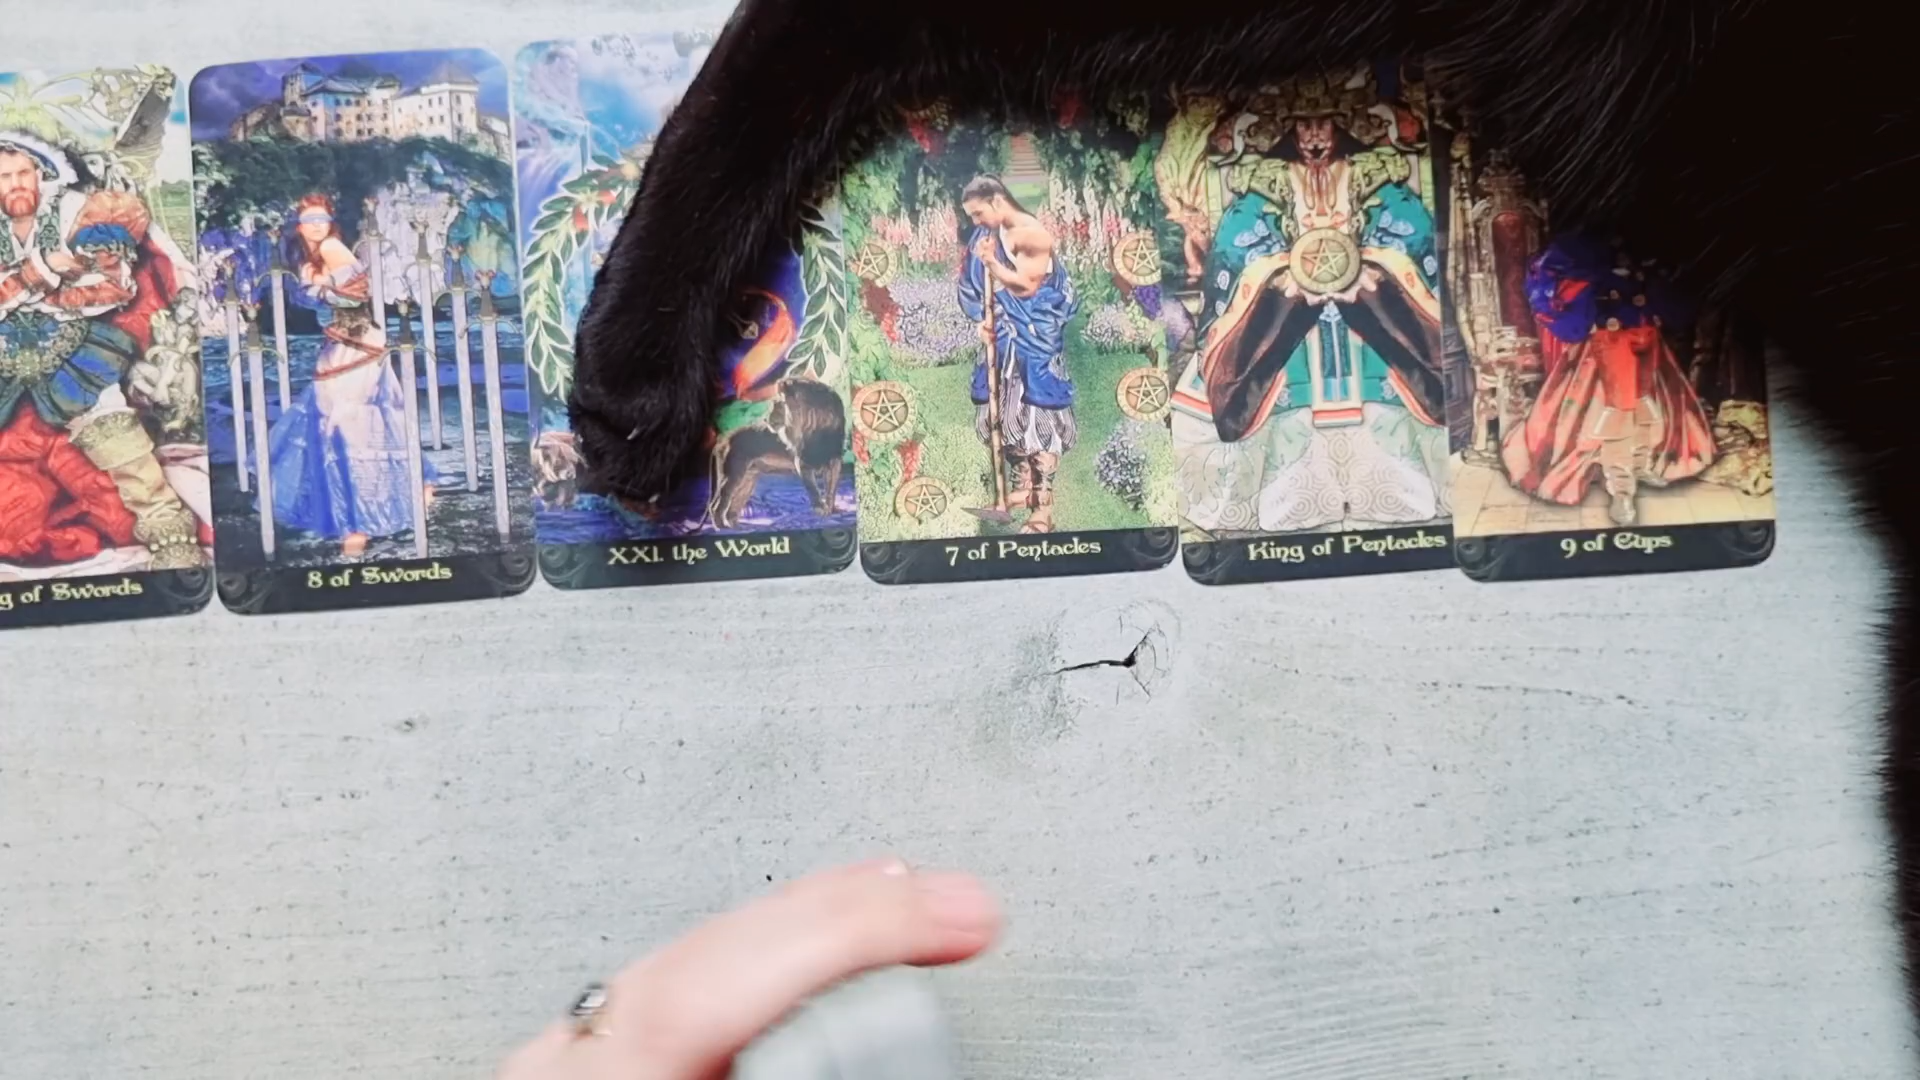 g of Swords
8 of Swords
XXI. the World
7 of Pentacles
King of Pentacles
9 of Cups